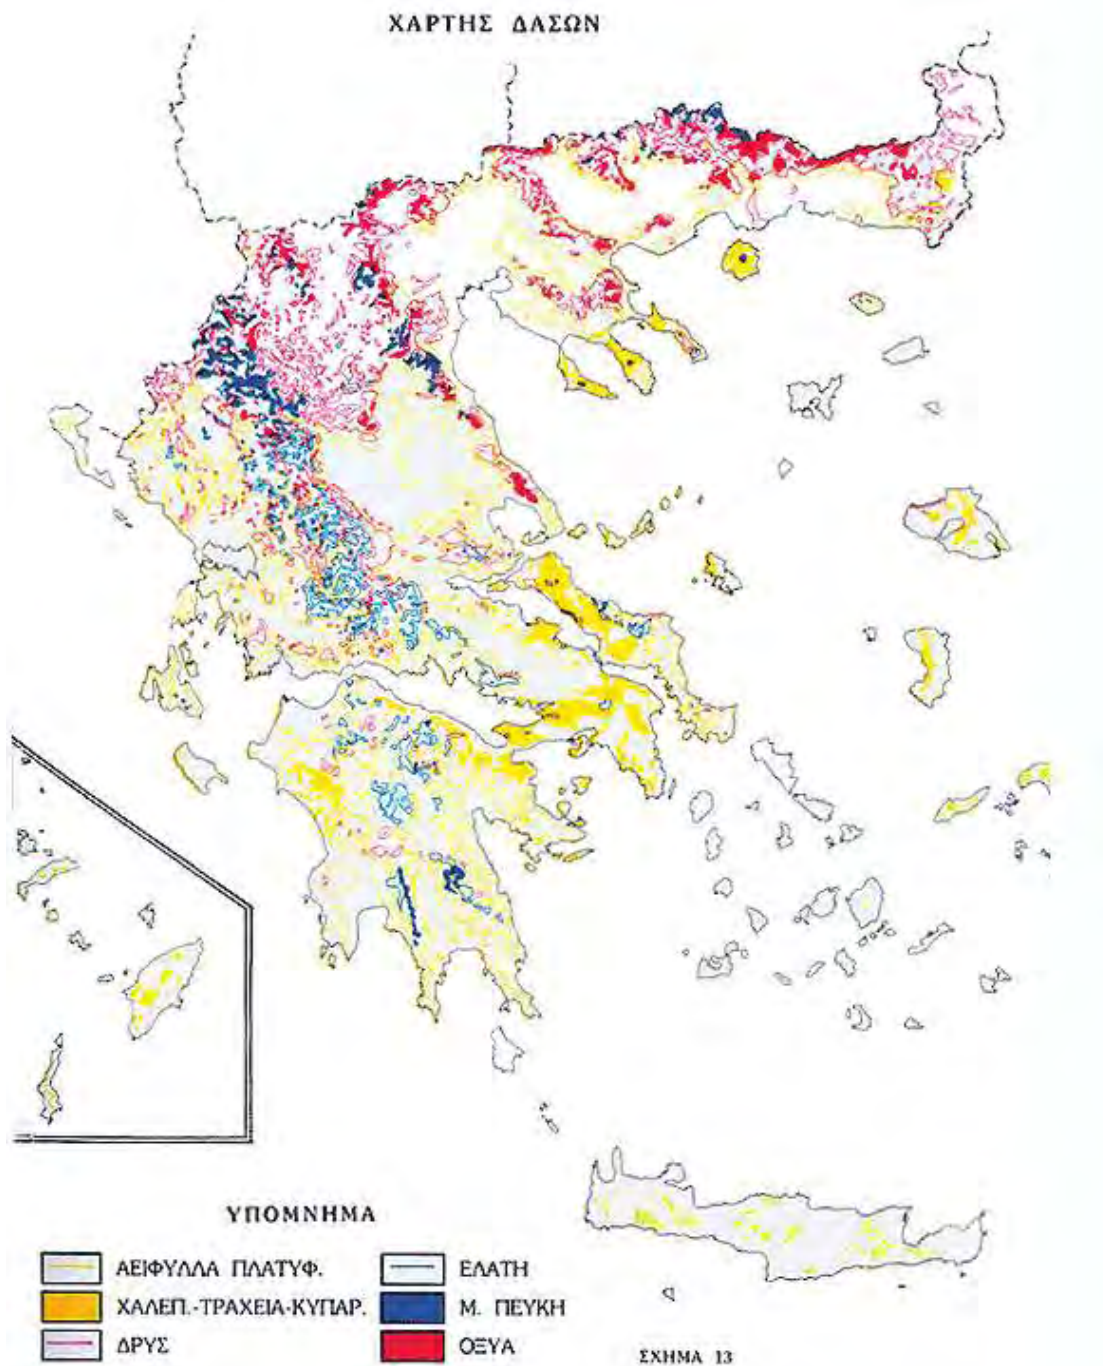 ΧΑΡΤΗΣ ΔΑΣΩΝ
ΥΠΟΜΝΗΜΑ
ΑΕΙΦΥΛΛΑ ΠΛΑΤΥΦ.
ΕΛΑΤΗ
ΧΑΛΕΠ.-ΤΡΑΧΕΙΑ-ΚΥΠΑΡ.
Μ. ΠΕΥΚΗ
ΔΡΥΣ
ΟΞΥΑ
ΣΧΗΜΑ 13